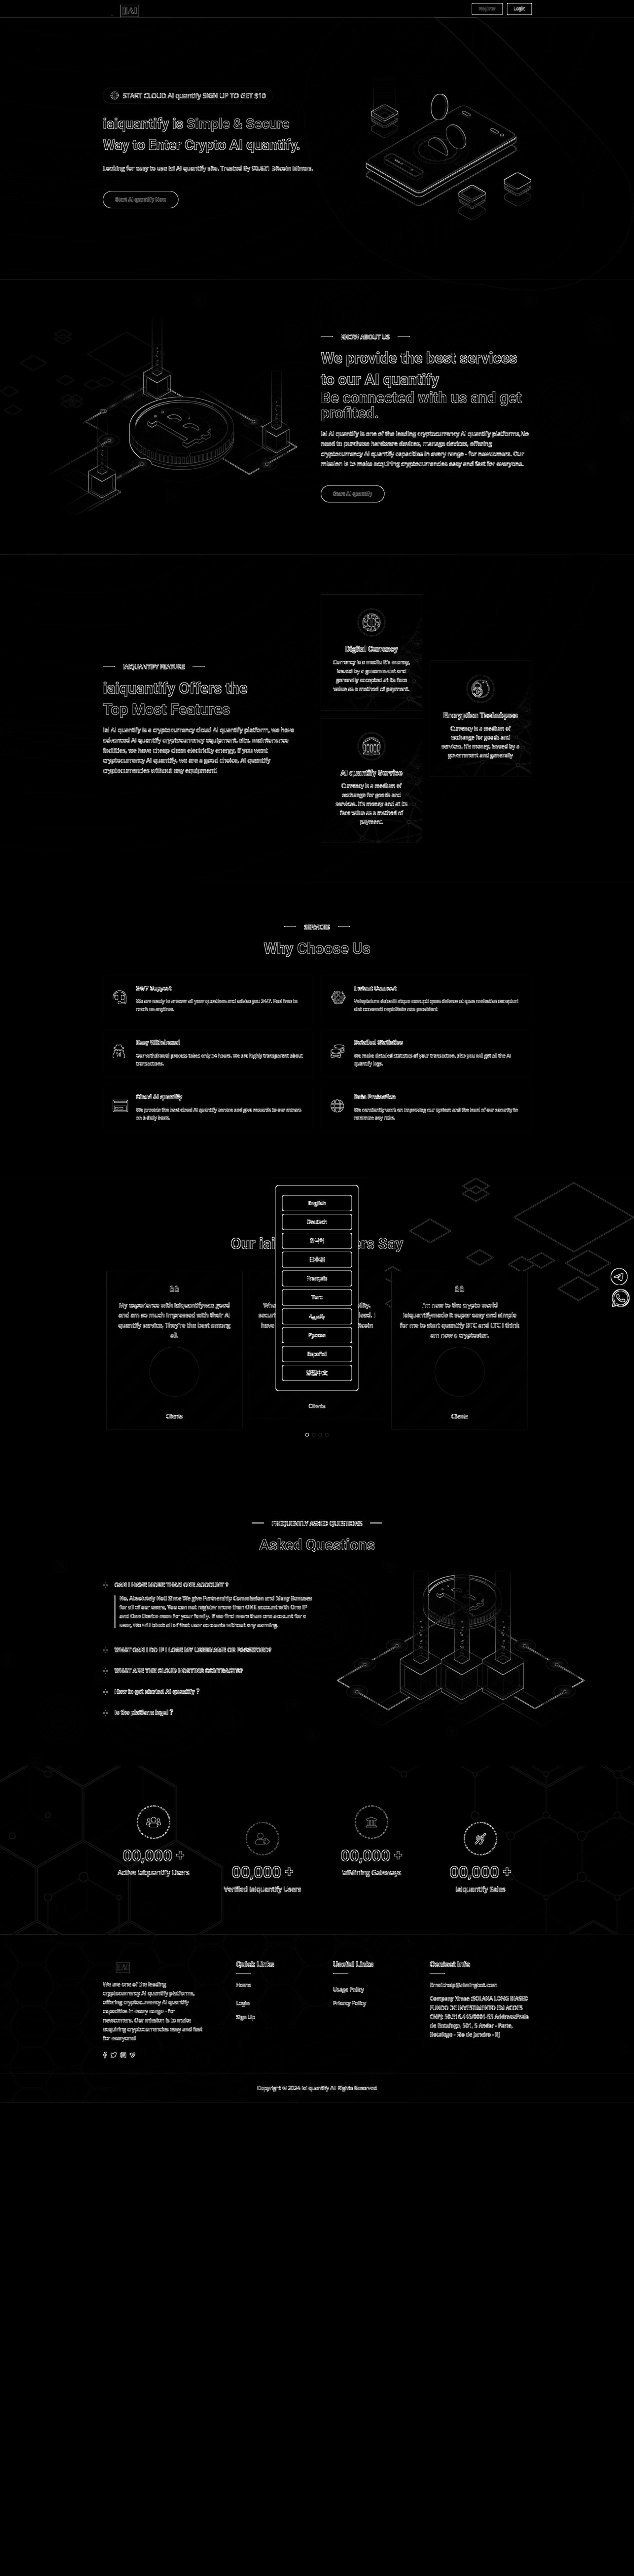 IAI
Register
Login
START CLOUD AI quantify SIGN UP TO GET $10
iaiquantify is Simple & Secure
Way to Enter Crypto AI quantify.
Looking for easy to use iai AI quantify site. Trusted By 93,621 Bitcoin Miners.
Start AI quantify Now
KNOW ABOUT US
We provide the best services
to our AI quantify
Be connected with us and get
profited.
iai AI quantify is one of the leading cryptocurrency AI quantify platforms,No
need to purchase hardware devices, manage devices, offering
cryptocurrency AI quantify capacities in every range - for newcomers. Our
mission is to make acquiring cryptocurrencies easy and fast for everyone.
Start AI quantify
IAIQUANTIFY FEATURE
iaiquantify Offers the
Top Most Features
iai AI quantify is a cryptocurrency cloud AI quantify platform, we have
advanced AI quantify cryptocurrency equipment, site, maintenance
facilities, we have cheap clean electricity energy. If you want
cryptocurrency AI quantify, we are a good choice, AI quantify
cryptocurrencies without any equipment!
Digital Currency
Currency is a mediu it's money.
issued by a government and
generally accepted at its face
value as a method of payment.
Encryption Techniques
Currency is a medium of
exchange for goods and
services. It's money, issued by a
government and generally
AI quantify Service
Currency is a medium of
exchange for goods and
services. It's money and at its
face value as a method of
payment.
SERVICES
Why Choose Us
24/7 Support
We are ready to answer all your questions and advise you 24/7. Feel free to
reach us anytime.
Instant Connect
Voluptatum deleniti atque corrupti quos dolores et quas molestias excepturi
sint occaecati cupiditate non provident
Easy Withdrawal
Our withdrawal process takes only 24 hours. We are highly transparent about
transactions.
Detailed Statistics
We make detailed statistics of your transaction, also you will get all the AI
quantify logs.
Cloud AI quantify
We provide the best cloud AI quantify service and give rewards to our miners
on a daily basis.
Data Protection
We constantly work on improving our system and the level of our security to
minimize any risks.
English
Deutsch
한국어
日本語
Français
Turc
بالعربية
Русско
Español
繁體中文
Our iai
ers Say
My experience with iaiquantifywas good
and am so much impressed with their AI
quantify service, They're the best among
all.
Clients
Clients
I'm new to the crypto world
iaiquantifymade it super easy and simple
for me to start quantify BTC and LTC I think
am now a cryptostar.
Clients
FREQUENTLY ASKED QUESTIONS
Asked Questions
CAN I HAVE MORE THAN ONE ACCOUNT ?
No, Absolutely Not! Since We give Partnership Commission and Many Bonuses
for all of our users, You can not register more than ONE account with One IP
and One Device even for your family. If we find more than one account for a
user, We will block all of that user accounts without any warning.
WHAT CAN I DO IF I LOSE MY USERNAME OR PASSWORD?
WHAT ARE THE CLOUD HOSTING CONTRACTS?
How to get started AI quantify ?
Is the platform legal ?
00,000 +
Active iaiquantify Users
00,000 +
Verified iaiquantify Users
00,000 +
iaiMining Gateways
00,000 +
iaiquantify Sales
IAI
We are one of the leading
cryptocurrency AI quantify platforms,
offering cryptocurrency AI quantify
capacities in every range - for
newcomers. Our mission is to make
acquiring cryptocurrencies easy and fast
for everyone!
Quick Links
Home
Login
Sign Up
Useful Links
Usage Policy
Privacy Policy
Contact Info
Company Nmae :SOLANA LONG BIASED
FUNDO DE INVESTIMENTO EM ACOES
CNPJ: 50.316.445/0001-53 Address:Praia
de Botafogo, 501, 5 Andar - Parte,
Botafogo - Rio de Janeiro - RJ
Copyright © 2024 iai quantify All Rights Reserved